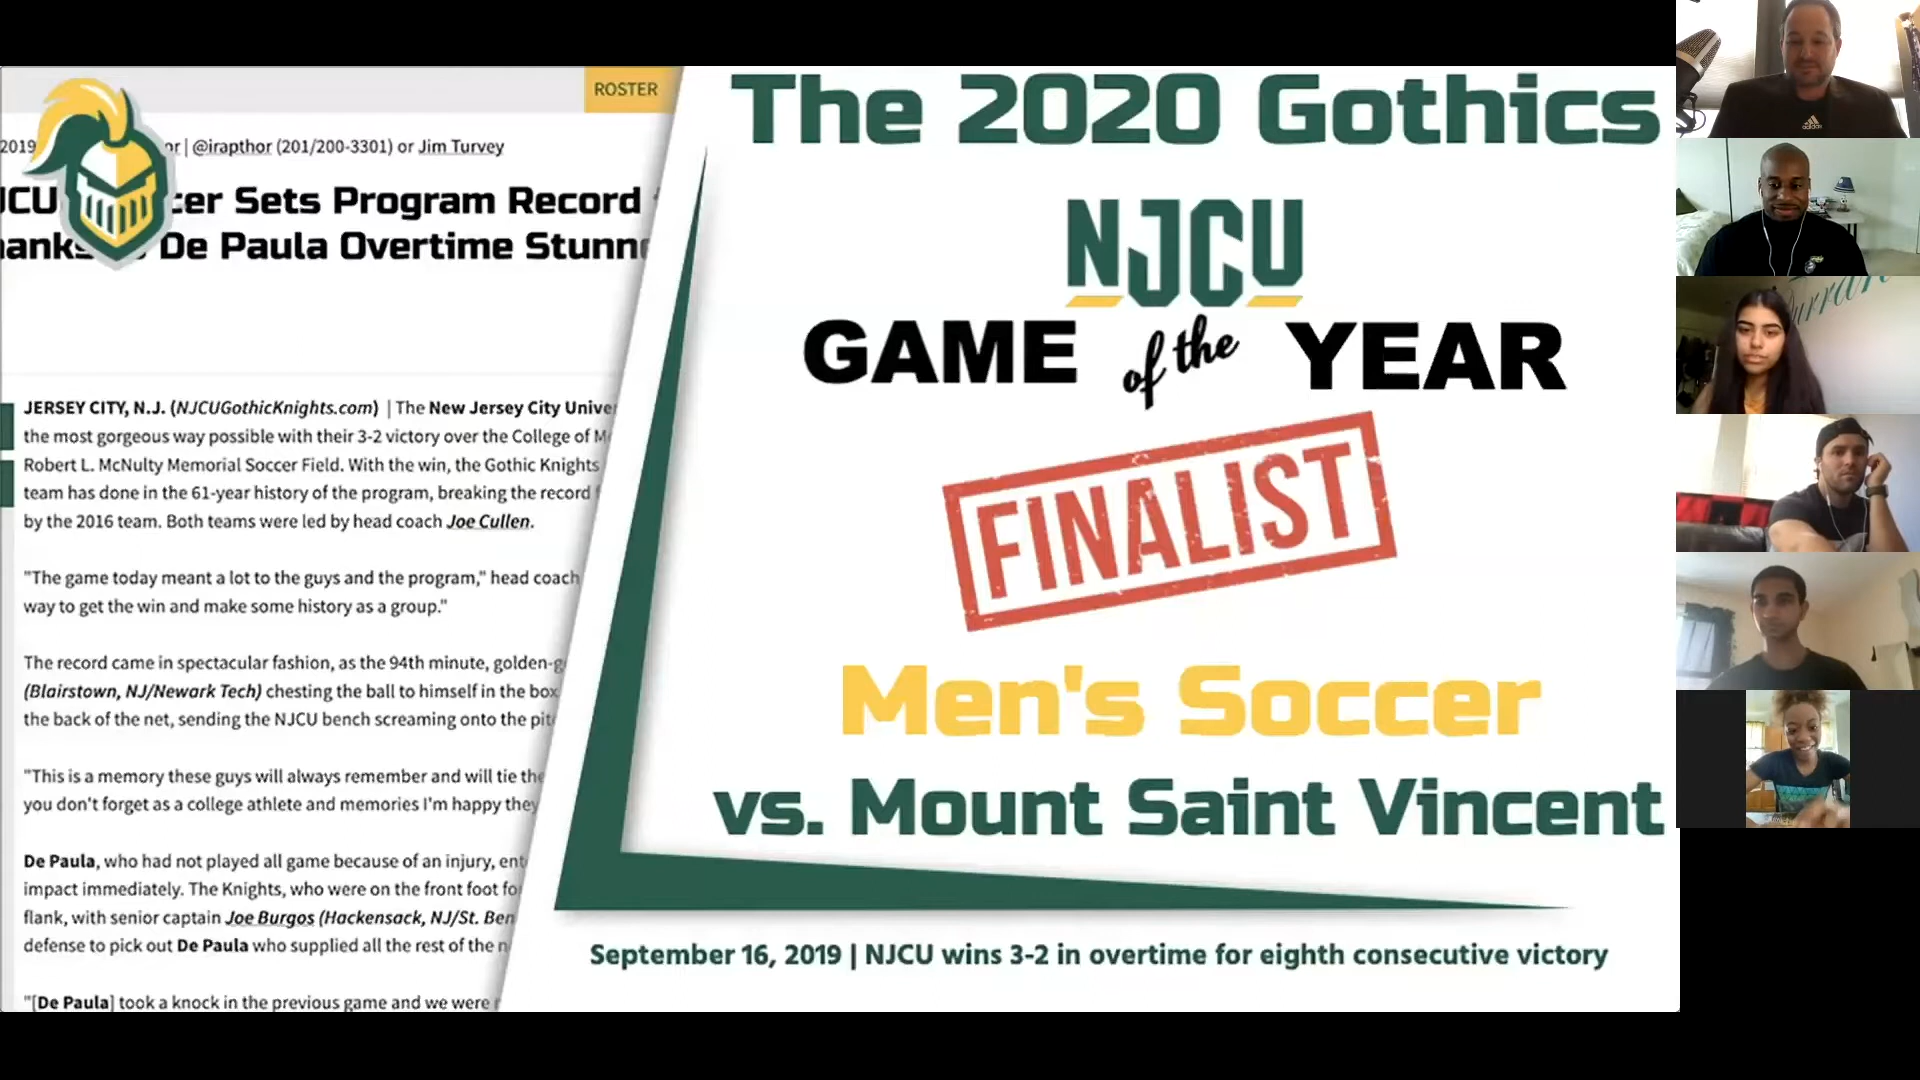 ROSTER
2019 | @irapthor (201/200-3301) or Jim Turvey
Sets Program Record
De Paula Overtime
JERSEY CITY, N.J. (NJCUGothicKnights.com) | The New Jersey City
the most gorgeous way possible with their 3-2 victory over the College of
Robert L. McNulty Memorial Soccer Field. With the win, the Gothic Knights
team has done in the 61-year history of the program, breaking the record
by the 2016 team. Both teams were led by head coach Joe Cullen.
"The game today meant a lot to the guys and the program," head coach
way to get the win and make some history as a group."
The record came in spectacular fashion, as the 94th minute,
(Blairstown, NJ/Newark Tech) chesting the ball to himself in the box
the back of the net, sending the NJCU bench screaming onto the
"This is a memory these guys will always remember and will tie the
you don't forget as a college athlete and memories I'm happy they
De Paula, who had not played all game because of an injury,
impact immediately. The Knights, who were on the front foot
flank, with senior captain Joe Burgos (Hackensack, NJ/St.
defense to pick out De Paula who supplied all the rest of the
"[De Paula] took a knock in the previous game and we were
The 2020 Gothics
NJCU
GAME of the YEAR
FINALIST
Men's Soccer
vs. Mount Saint Vincent
September 16, 2019 | NJCU wins 3-2 in overtime for eighth consecutive victory
adidas